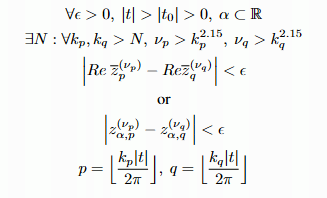 ∀ϵ > 0, |t| > |t₀| > 0, α ⊂ ℝ
∃N : ∀k_p, k_q > N, ν_p > k_p^{2.15}, ν_q > k_q^{2.15}
|Re z̅_p^{(ν_p)} − Re z̅_q^{(ν_q)}| < ϵ
or
|z_{α,p}^{(ν_p)} − z_{α,q}^{(ν_q)}| < ϵ
p = ⌊k_p|t| / 2π⌋, q = ⌊k_q|t| / 2π⌋